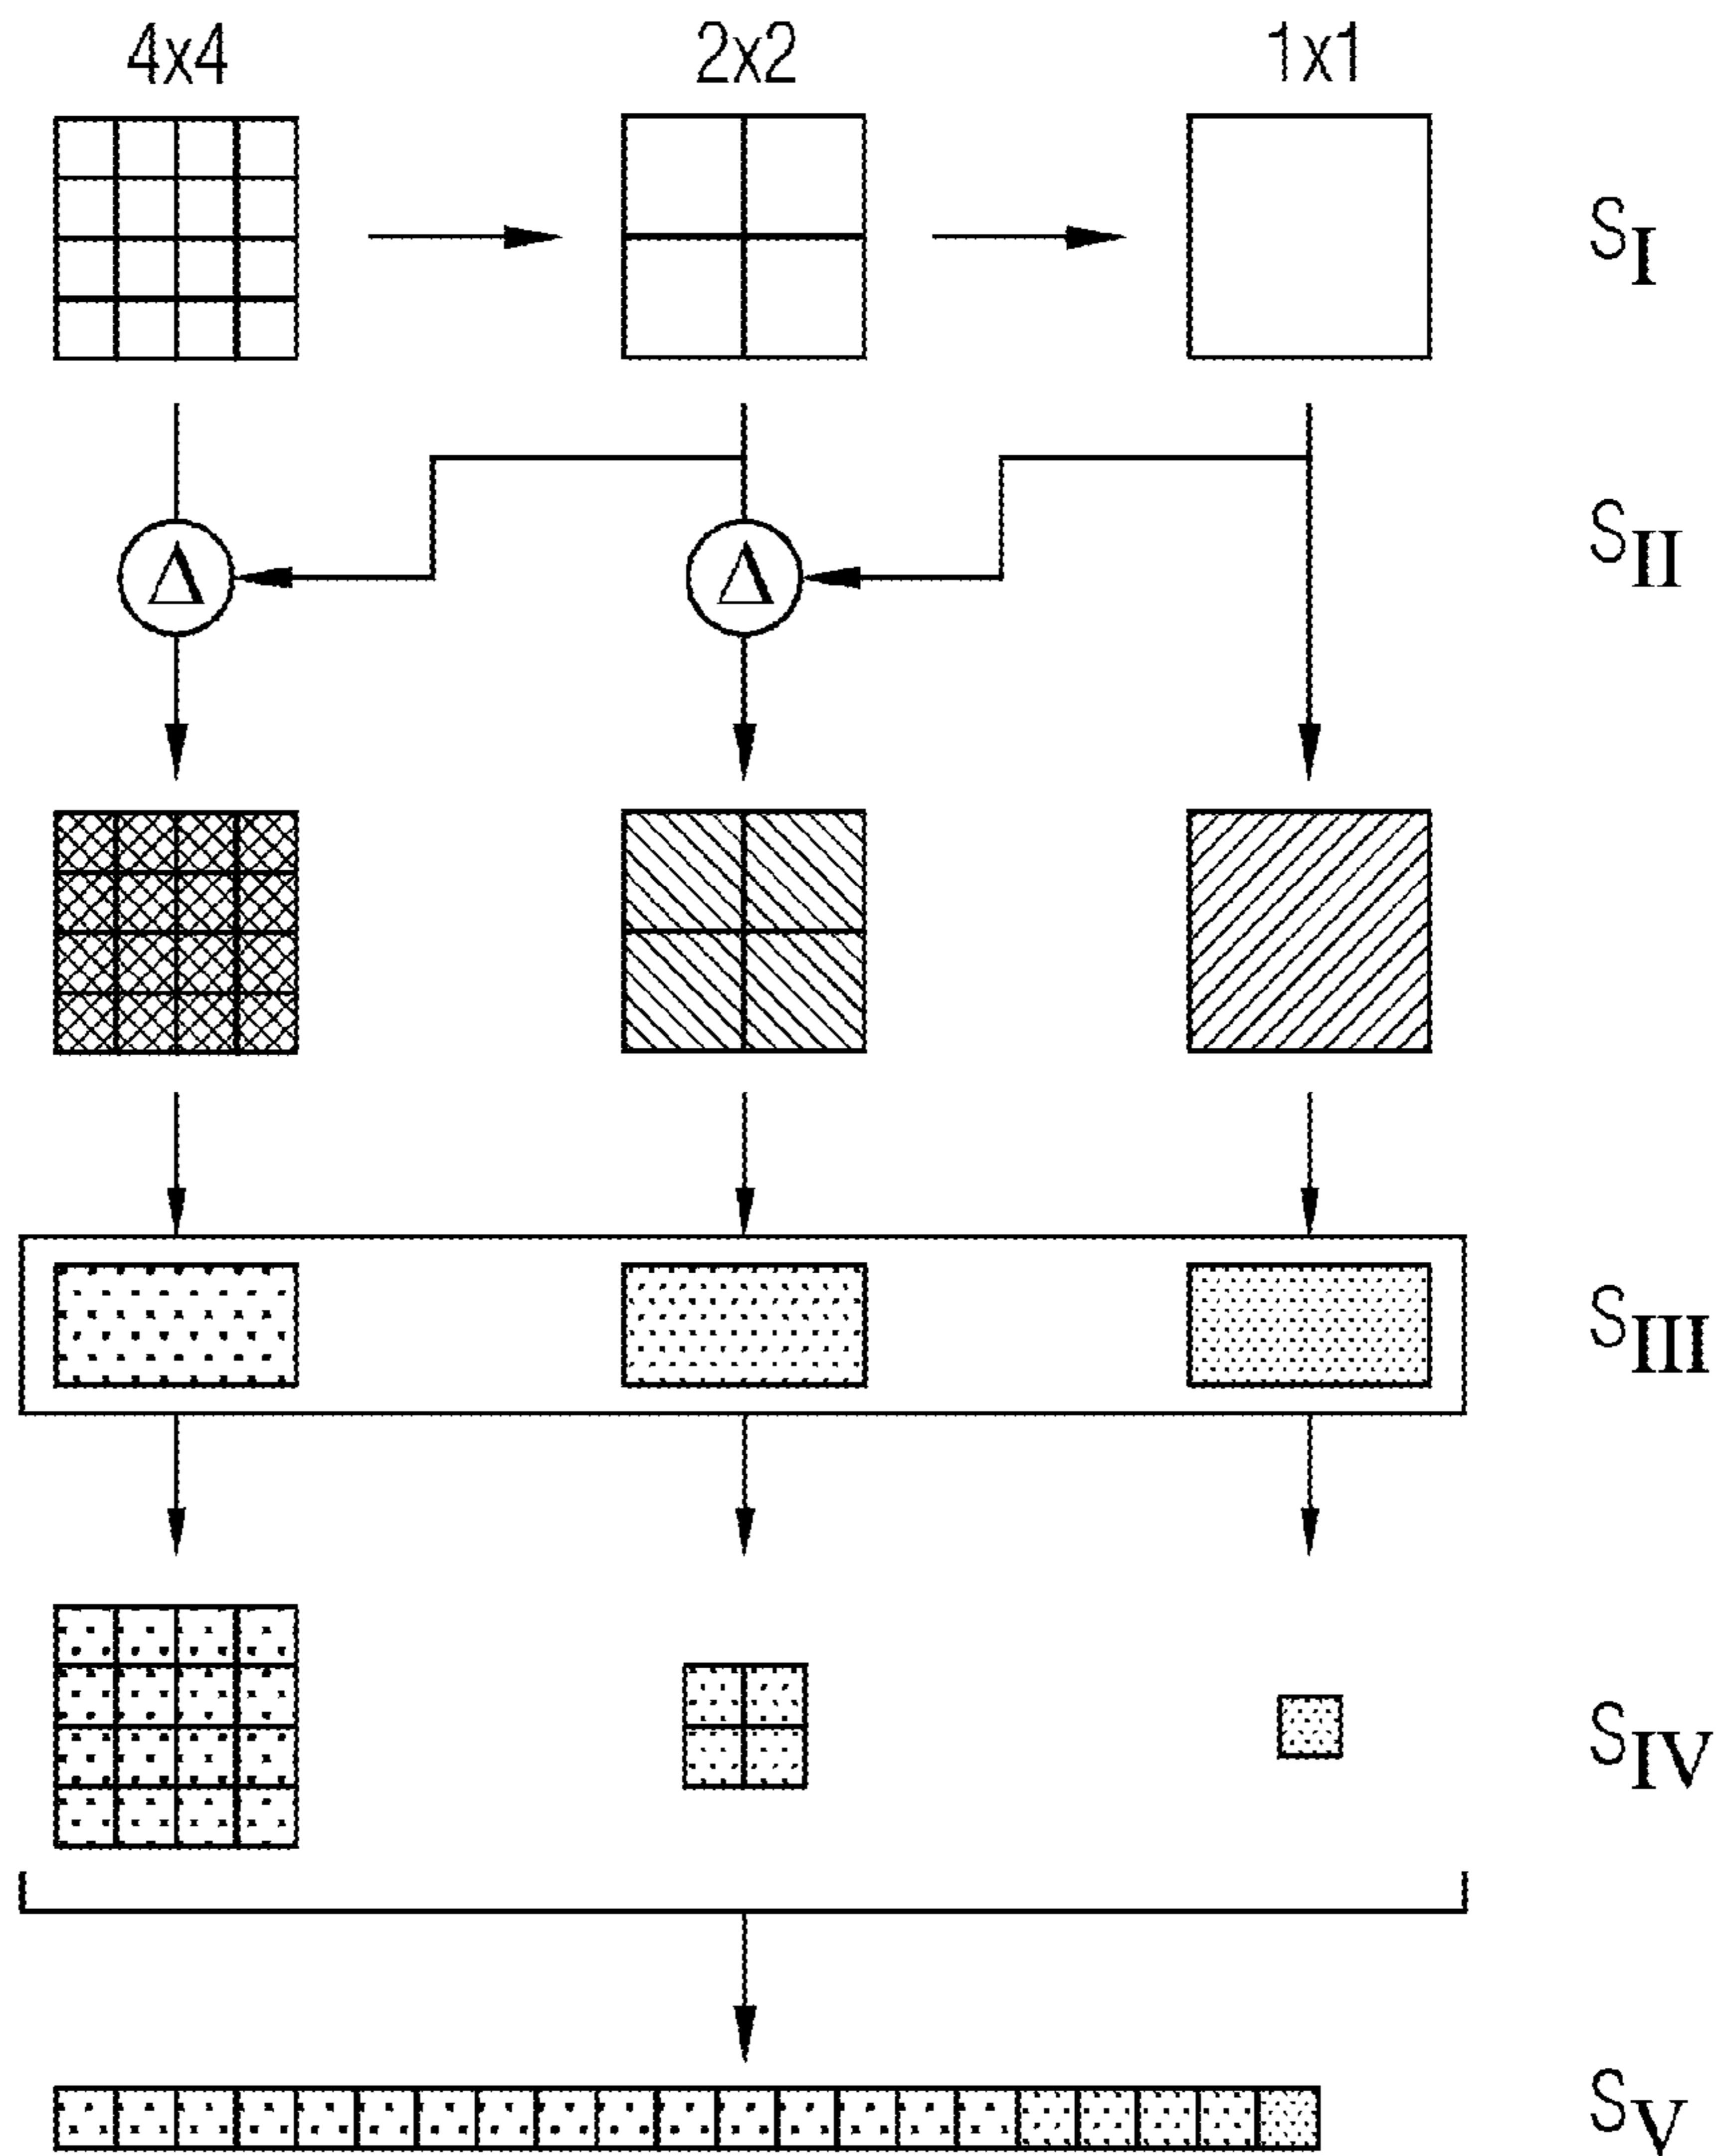 4x4 2x2 1x1
SI
SII
Δ Δ
SIII
SIV
SV